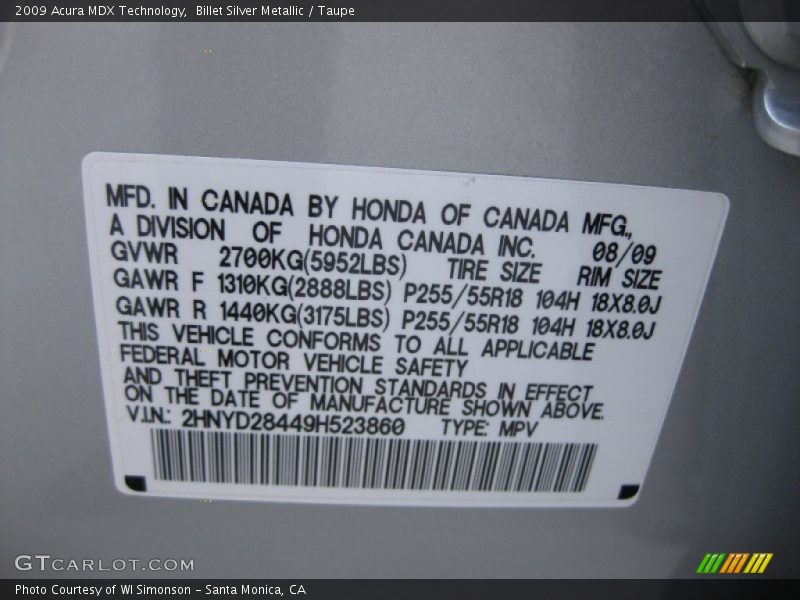 2009 Acura MDX Technology,  Billet Silver Metallic / Taupe
MFD. IN CANADA BY HONDA OF CANADA MFG.,
A DIVISION OF HONDA CANADA INC. 08/09
GVWR 2700KG(5952LBS) TIRE SIZE RIM SIZE
GAWR F 1310KG(2888LBS) P255/55R18 104H 18X8.0J
GAWR R 1440KG(3175LBS) P255/55R18 104H 18X8.0J
THIS VEHICLE CONFORMS TO ALL APPLICABLE
FEDERAL MOTOR VEHICLE SAFETY
AND THEFT PREVENTION STANDARDS IN EFFECT
ON THE DATE OF MANUFACTURE SHOWN ABOVE.
V.I.N.: 2HNYD28449H523860 TYPE: MPV
GTCARLOT.COM
Photo Courtesy of WI Simonson – Santa Monica, CA